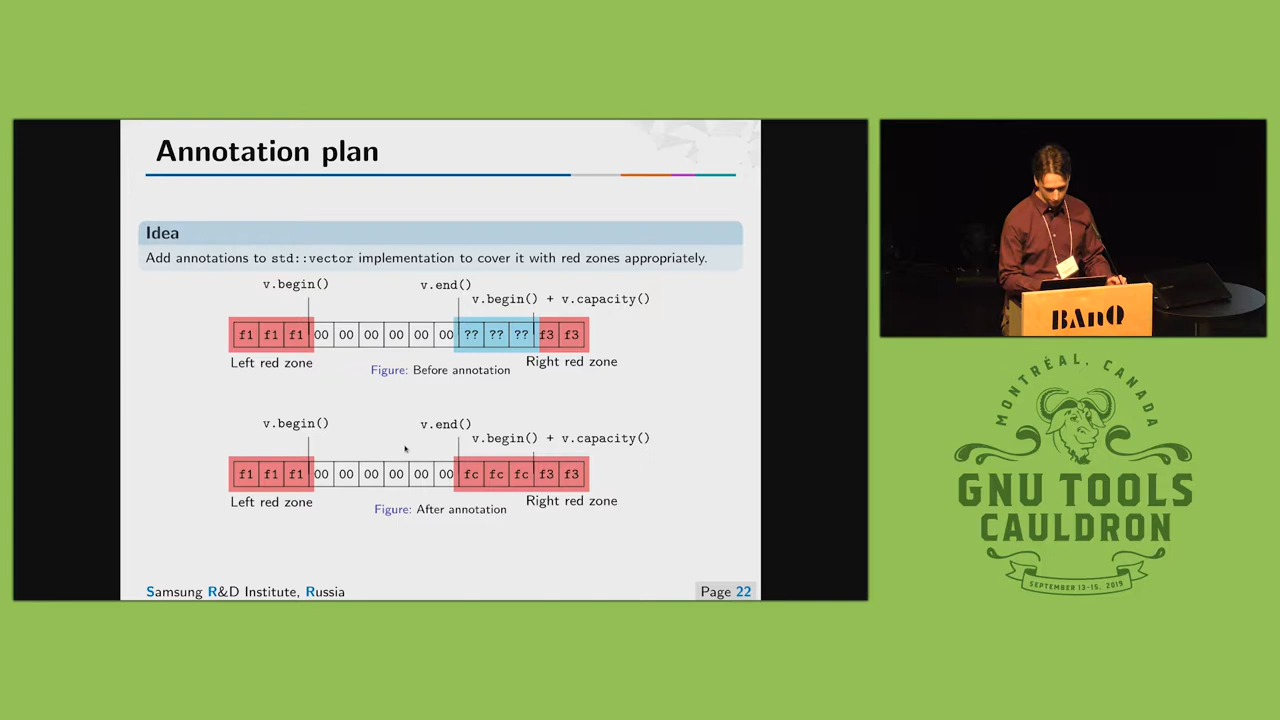 Annotation plan
Idea
Add annotations to std::vector implementation to cover it with red zones appropriately.
v.begin() v.end()
v.begin() + v.capacity()
f1 f1 f1 00 00 00 00 00 00 ?? ?? ?? f3 f3
Left red zone Right red zone
Figure: Before annotation
v.begin() v.end()
v.begin() + v.capacity()
f1 f1 f1 00 00 00 00 00 00 fc fc fc f3 f3
Left red zone Right red zone
Figure: After annotation
Samsung R&D Institute, Russia Page 22
BAnQ
MONTRÉAL, CANADA
GNU TOOLS
CAULDRON
SEPTEMBER 13-15, 2019